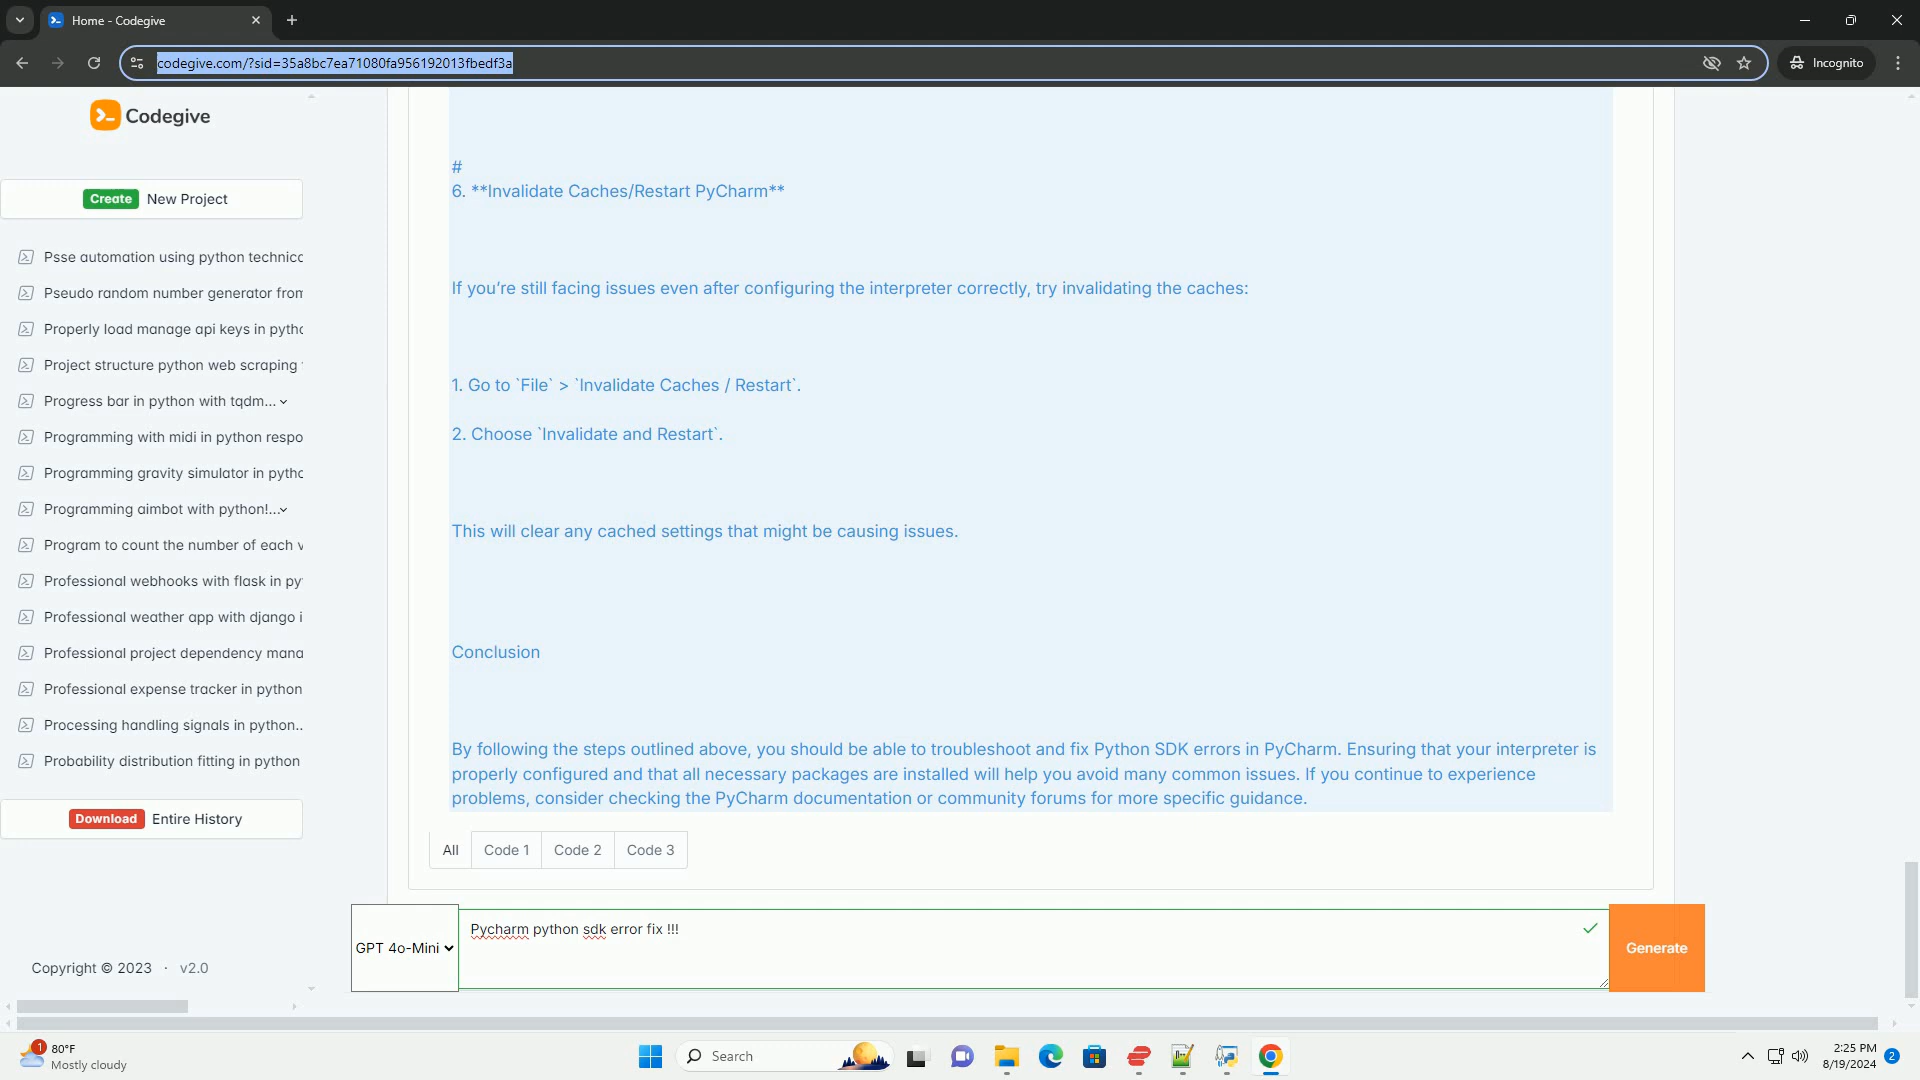 Home - Codegive
codegive.com/?sid=35a8bc7ea71080fa956192013fbedf3a
Incognito
Codegive
Create New Project
Psse automation using python technic
Pseudo random number generator from
Properly load manage api keys in pytho
Project structure python web scraping
Progress bar in python with tqdm...
Programming with midi in python respo
Programming gravity simulator in pytho
Programming aimbot with python!...
Program to count the number of each v
Professional webhooks with flask in py
Professional weather app with django i
Professional project dependency mana
Professional expense tracker in python
Processing handling signals in python..
Probability distribution fitting in python
Download Entire History
Copyright © 2023 · v2.0
#
6. **Invalidate Caches/Restart PyCharm**
If you’re still facing issues even after configuring the interpreter correctly, try invalidating the caches:
1. Go to `File` > `Invalidate Caches / Restart`.
2. Choose `Invalidate and Restart`.
This will clear any cached settings that might be causing issues.
Conclusion
By following the steps outlined above, you should be able to troubleshoot and fix Python SDK errors in PyCharm. Ensuring that your interpreter is
properly configured and that all necessary packages are installed will help you avoid many common issues. If you continue to experience
problems, consider checking the PyCharm documentation or community forums for more specific guidance.
All Code 1 Code 2 Code 3
GPT 4o-Mini
Pycharm python sdk error fix !!!
Generate
1
80°F
Mostly cloudy
Search
2:25 PM
8/19/2024
2